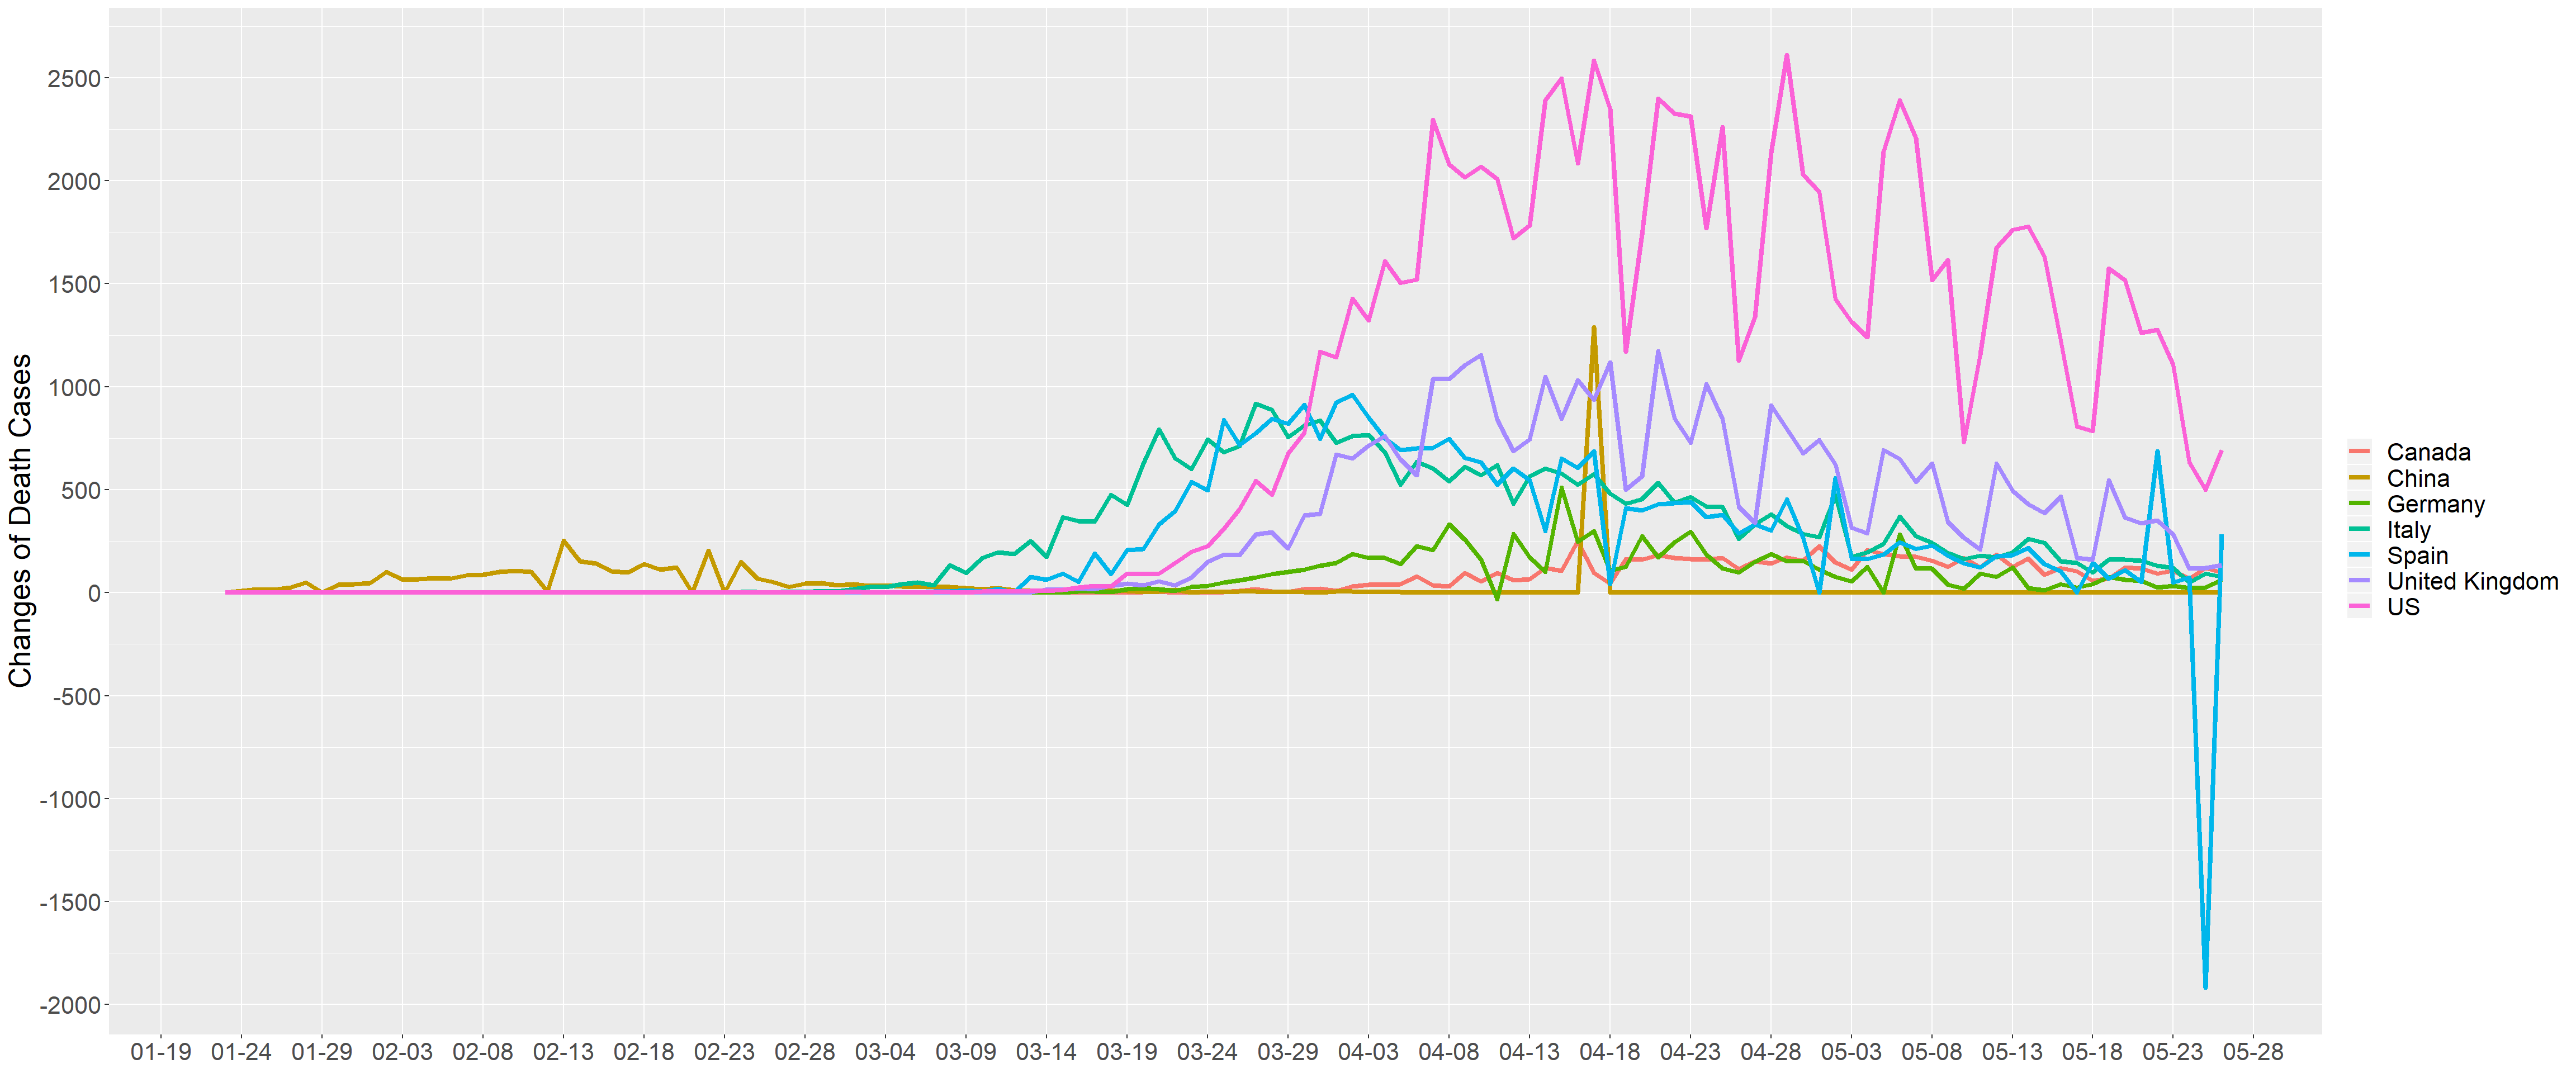 Changes of Death Cases
2500
2000
1500
1000
500
0
-500
-1000
-1500
-2000
01-19 01-24 01-29 02-03 02-08 02-13 02-18 02-23 02-28 03-04 03-09 03-14 03-19 03-24 03-29 04-03 04-08 04-13 04-18 04-23 04-28 05-03 05-08 05-13 05-18 05-23 05-28
Canada
China
Germany
Italy
Spain
United Kingdom
US